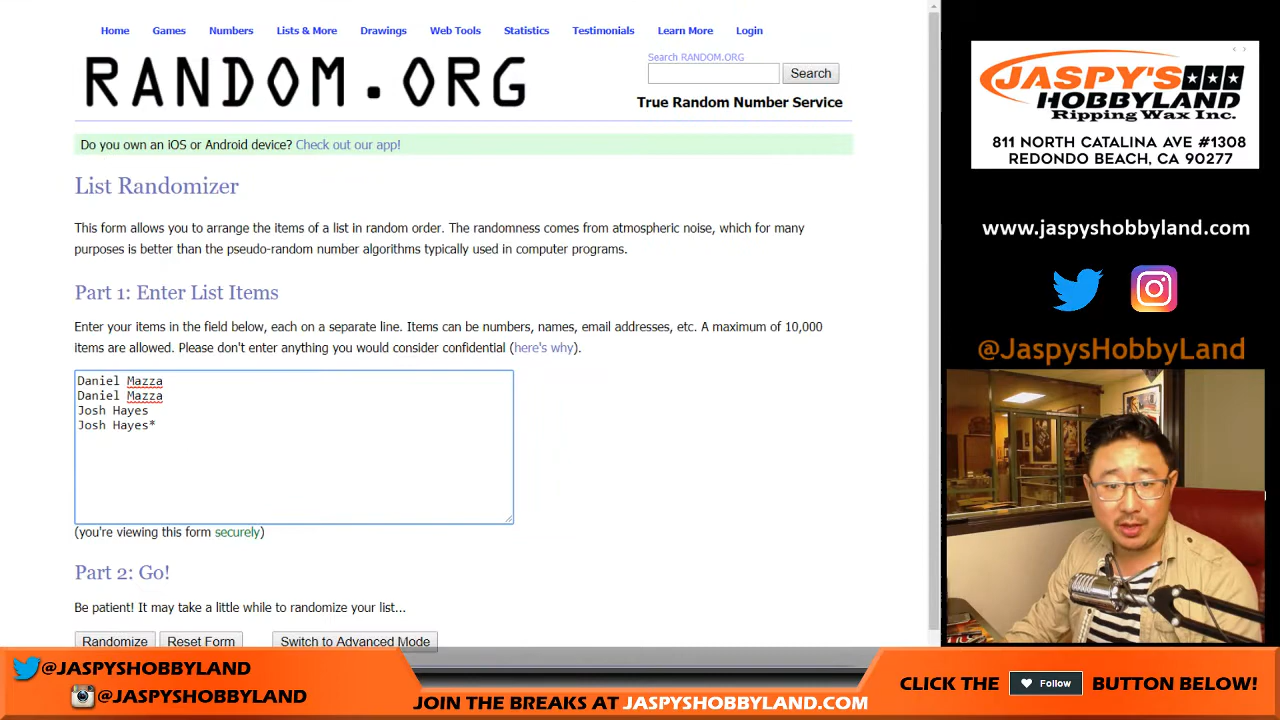 Home Games Numbers Lists & More Drawings Web Tools Statistics Testimonials Learn More Login
RANDOM.ORG
Search RANDOM.ORG
Search
True Random Number Service
Do you own an iOS or Android device? Check out our app!
List Randomizer
This form allows you to arrange the items of a list in random order. The randomness comes from atmospheric noise, which for many
purposes is better than the pseudo-random number algorithms typically used in computer programs.
Part 1: Enter List Items
Enter your items in the field below, each on a separate line. Items can be numbers, names, email addresses, etc. A maximum of 10,000
items are allowed. Please don't enter anything you would consider confidential (here's why).
Daniel Mazza
Daniel Mazza
Josh Hayes
Josh Hayes*
(you're viewing this form securely)
Part 2: Go!
Be patient! It may take a little while to randomize your list...
Randomize Reset Form Switch to Advanced Mode
JASPY'S
HOBBYLAND
Ripping Wax Inc.
811 NORTH CATALINA AVE #1308
REDONDO BEACH, CA 90277
www.jaspyshobbyland.com
@JaspysHobbyLand
@JASPYSHOBBYLAND
@JASPYSHOBBYLAND
JOIN THE BREAKS AT JASPYSHOBBYLAND.COM
CLICK THE Follow BUTTON BELOW!